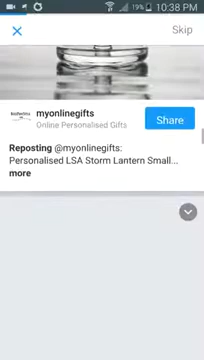 19% 10:38 PM
Skip
myonlinegifts
Online Personalised Gifts
Share
Reposting @myonlinegifts:
Personalised LSA Storm Lantern Small...
more